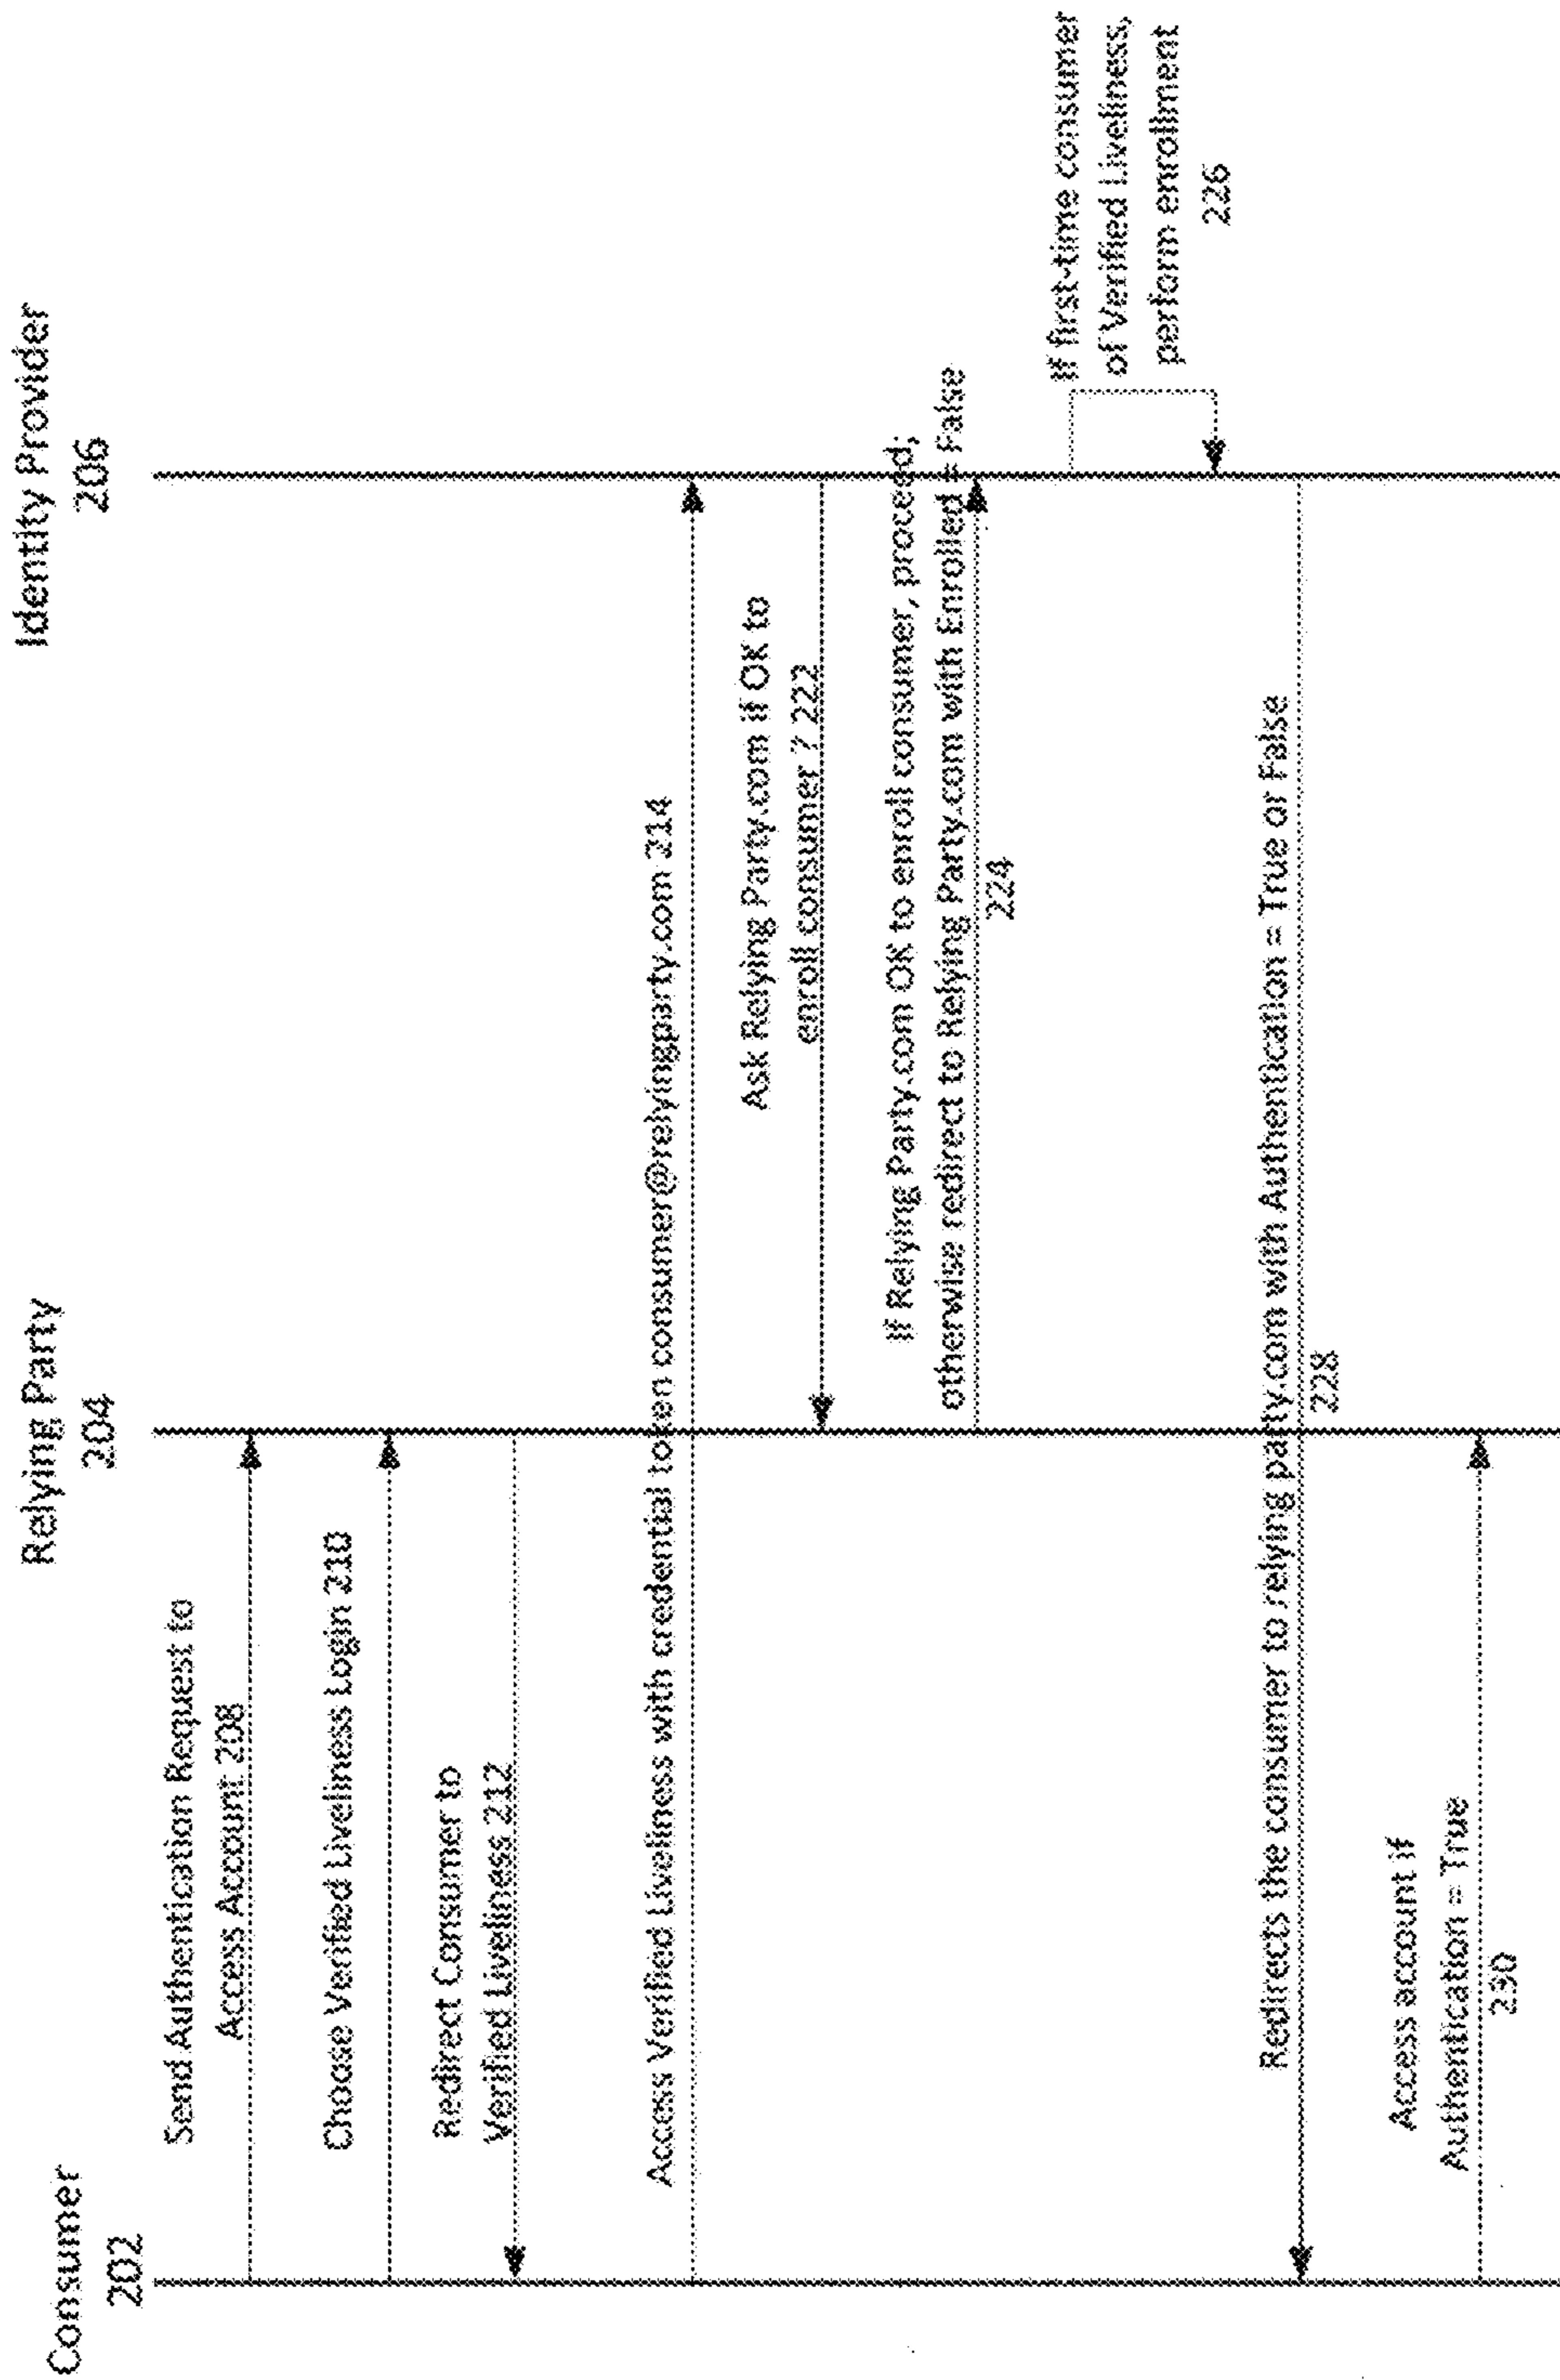 Consumer
202
Relying Party
204
Identity Provider
206
Send Authentication Request to
Access Account 208
Choose Verified Liveliness Login 210
Redirect Consumer to
Verified Liveliness 212
Access Verified Liveliness with credential token consumer@relyingparty.com 214
Ask Relying Party.com if OK to
enroll consumer ? 222
If Relying Party.com OK to enroll consumer, proceed;
otherwise redirect to Relying Party.com with Enrolled = False
224
If first-time consumer
of Verified Liveliness,
perform enrollment
226
Redirects the consumer to relying party.com with Authentication = True or False
228
Access account if
Authentication = True
230